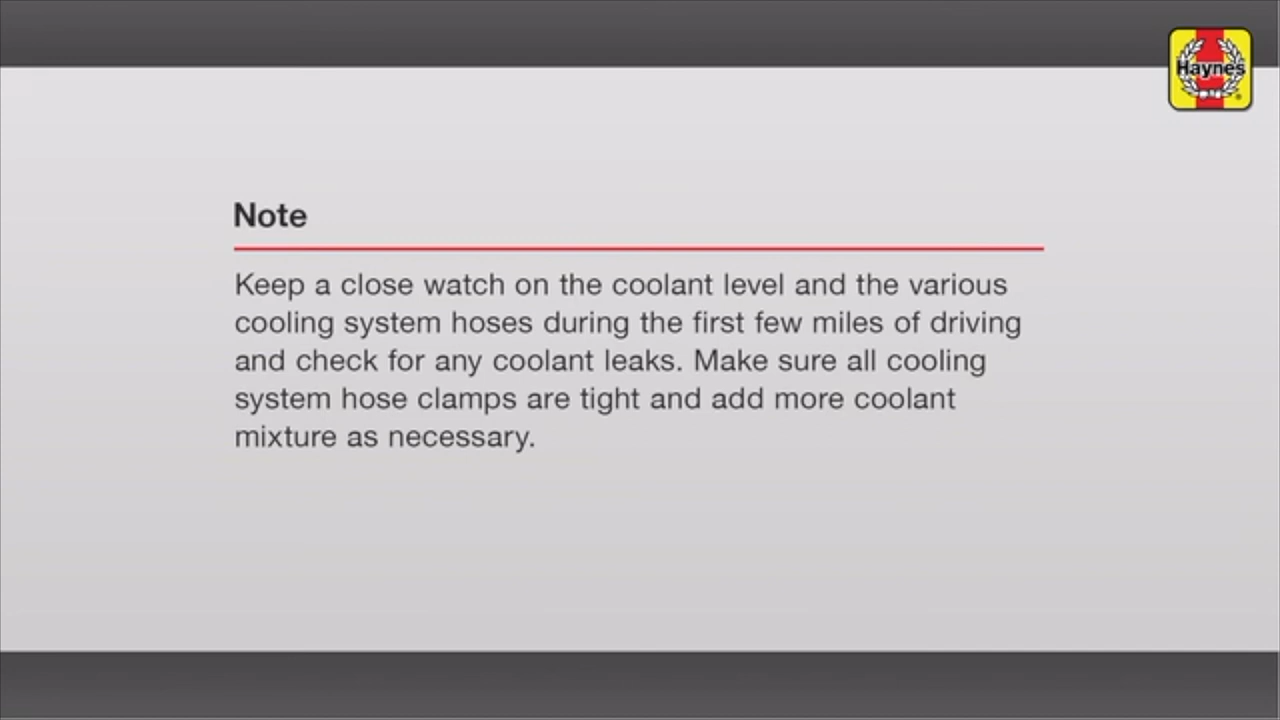 Haynes
Note
Keep a close watch on the coolant level and the various
cooling system hoses during the first few miles of driving
and check for any coolant leaks. Make sure all cooling
system hose clamps are tight and add more coolant
mixture as necessary.